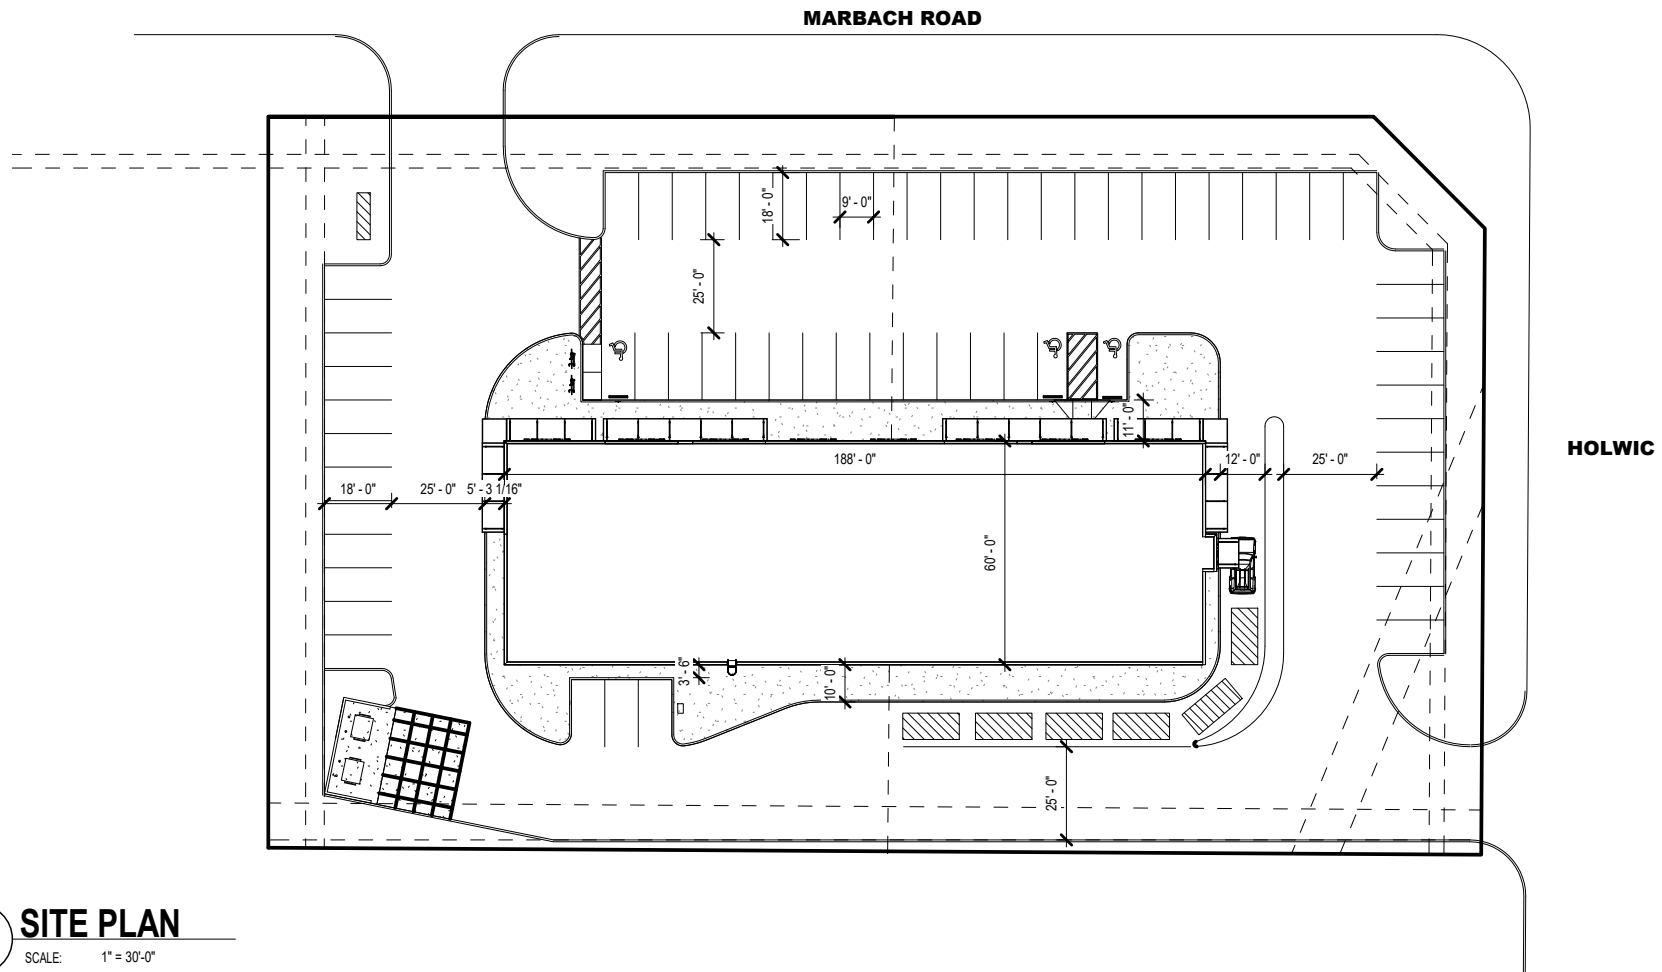 MARBACH ROAD
18' - 0"
9' - 0"
25' - 0"
11' - 0"
HOLWIC
188' - 0"
12' - 0"
25' - 0"
18' - 0"
25' - 0"
5' - 3 1/16"
60' - 0"
3' - 6"
10' - 0"
25' - 0"
SITE PLAN
SCALE: 1" = 30'-0"